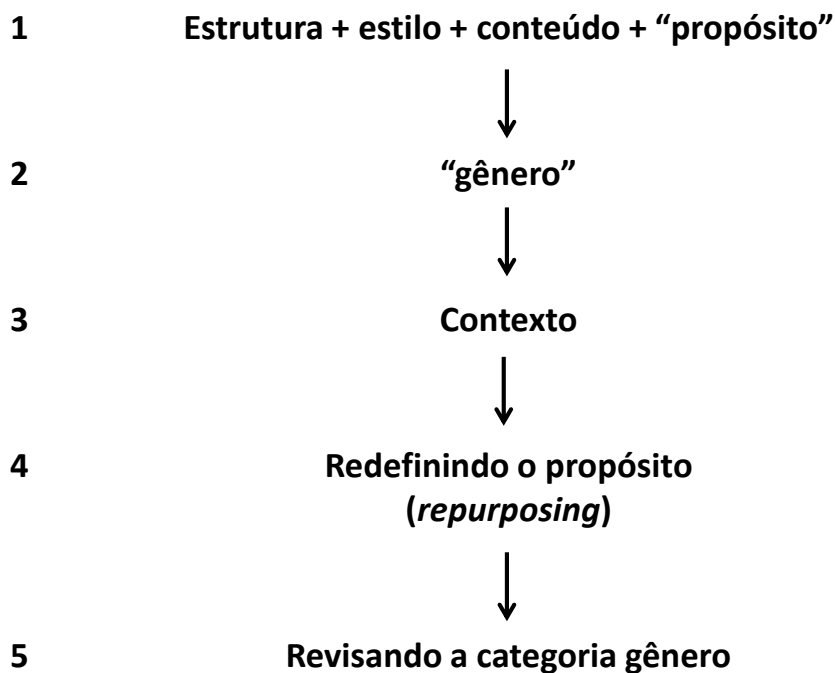 1 Estrutura + estilo + conteúdo + “propósito”
2 “gênero”
3 Contexto
4 Redefinindo o propósito
(repurposing)
5 Revisando a categoria gênero